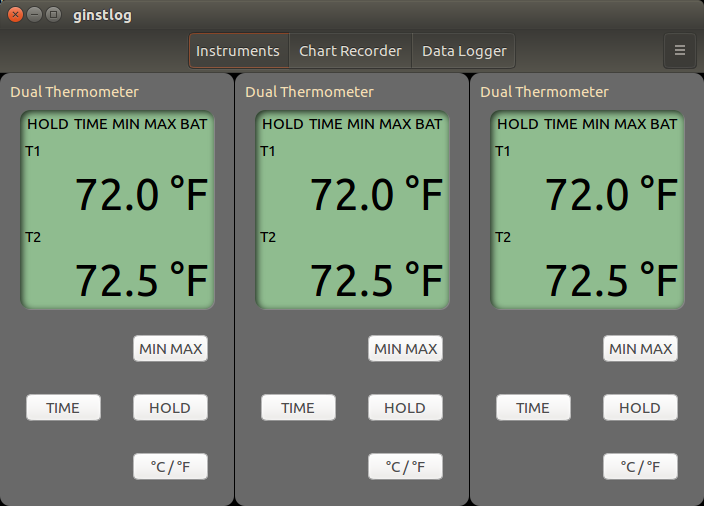 ginstlog
Instruments Chart Recorder Data Logger
Dual Thermometer
HOLD TIME MIN MAX BAT
T1
72.0 °F
T2
72.5 °F
MIN MAX
TIME HOLD
°C / °F
Dual Thermometer
HOLD TIME MIN MAX BAT
T1
72.0 °F
T2
72.5 °F
MIN MAX
TIME HOLD
°C / °F
Dual Thermometer
HOLD TIME MIN MAX BAT
T1
72.0 °F
T2
72.5 °F
MIN MAX
TIME HOLD
°C / °F